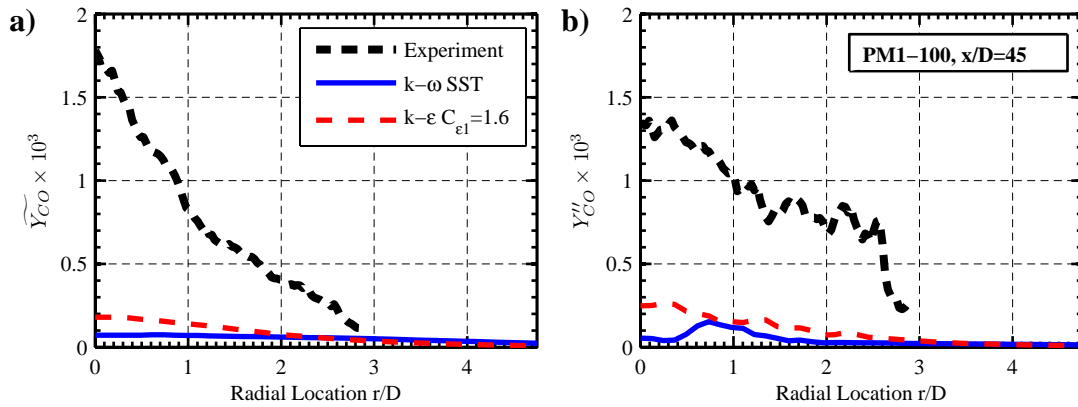 a)
2
1.5
1
0.5
0
0 1 2 3 4
Radial Location r/D
Ỹ_CO × 10³
Experiment
k−ω SST
k−ε C_ε1=1.6
b)
2
1.5
1
0.5
0
0 1 2 3 4
Radial Location r/D
Y''_CO × 10³
PM1−100, x/D=45